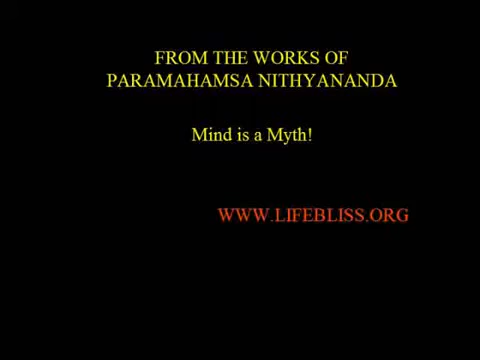 FROM THE WORKS OF
PARAMAHAMSA NITHYANANDA
Mind is a Myth!
WWW.LIFEBLISS.ORG